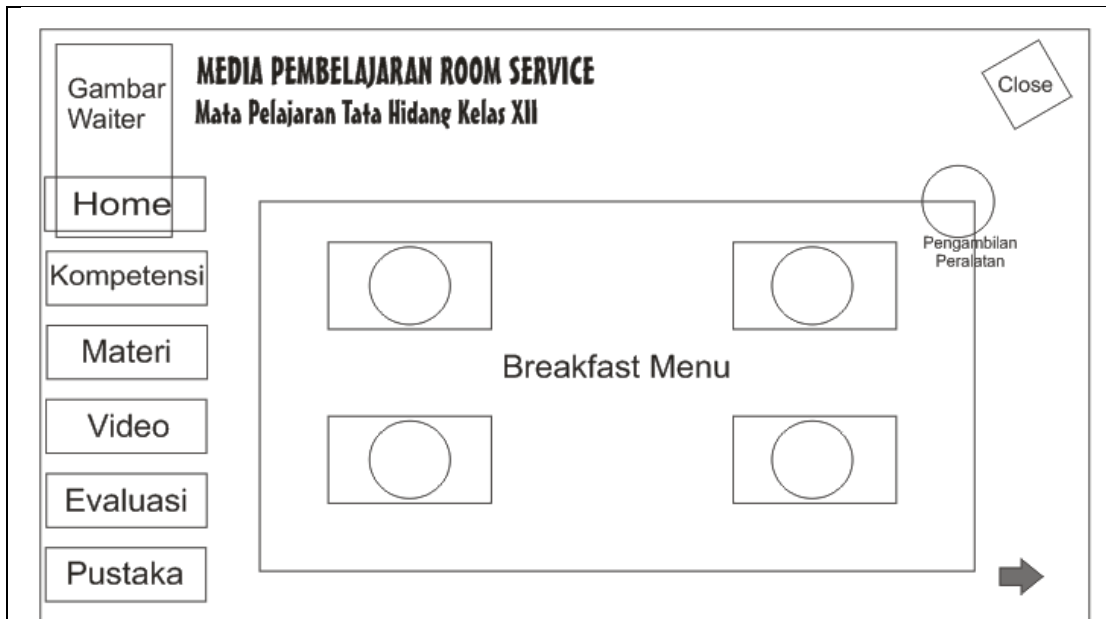 Gambar
Waiter
MEDIA PEMBELAJARAN ROOM SERVICE
Mata Pelajaran Tata Hidang Kelas XII
Close
Home
Kompetensi
Materi
Video
Evaluasi
Pustaka
Pengambilan
Peralatan
Breakfast Menu